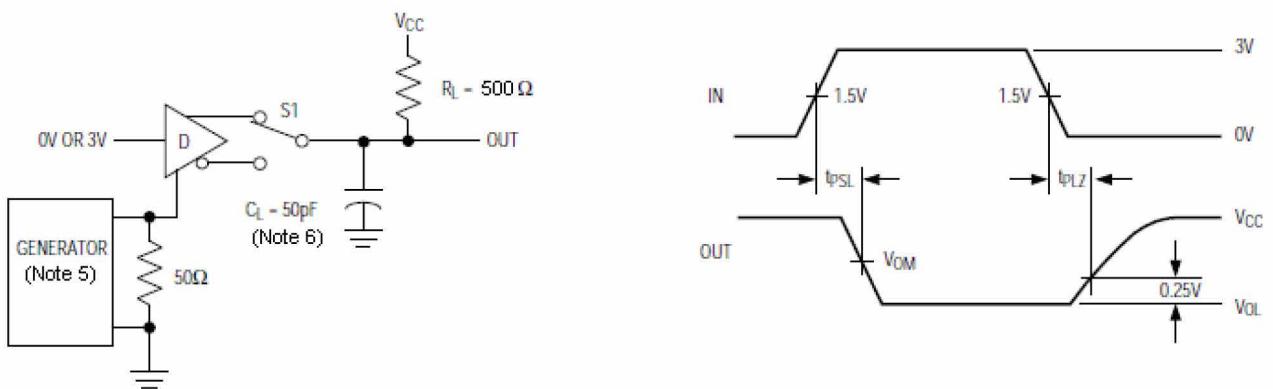 VCC
RL = 500 Ω
S1
0V OR 3V
D
OUT
CL = 50pF
(Note 6)
GENERATOR
(Note 5)
50Ω
3V
IN
1.5V
1.5V
0V
tPSL
tPLZ
VCC
OUT
VOM
0.25V
VOL